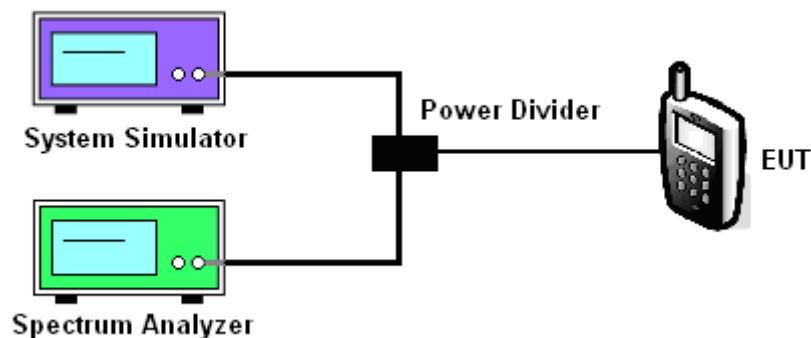 System Simulator
Power Divider
EUT
Spectrum Analyzer